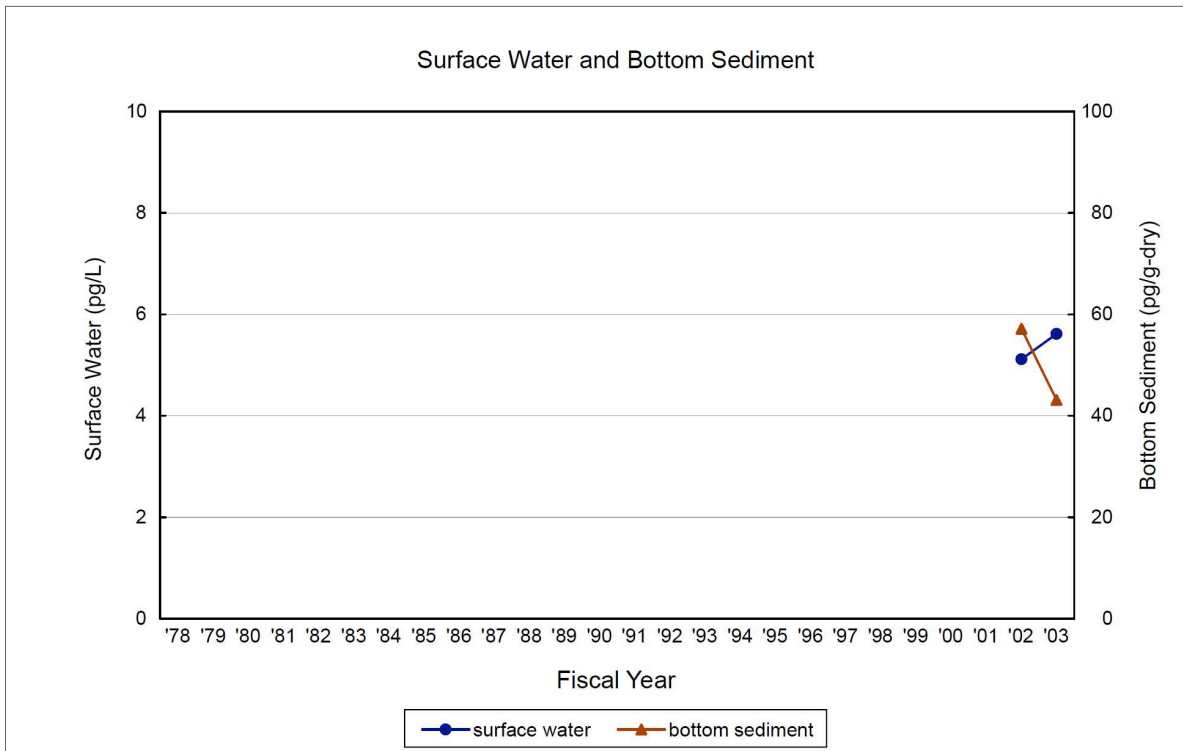 Surface Water and Bottom Sediment
10
8
6
4
2
0
Surface Water (pg/L)
100
80
60
40
20
0
Bottom Sediment (pg/g-dry)
'78 '79 '80 '81 '82 '83 '84 '85 '86 '87 '88 '89 '90 '91 '92 '93 '94 '95 '96 '97 '98 '99 '00 '01 '02 '03
Fiscal Year
surface water bottom sediment